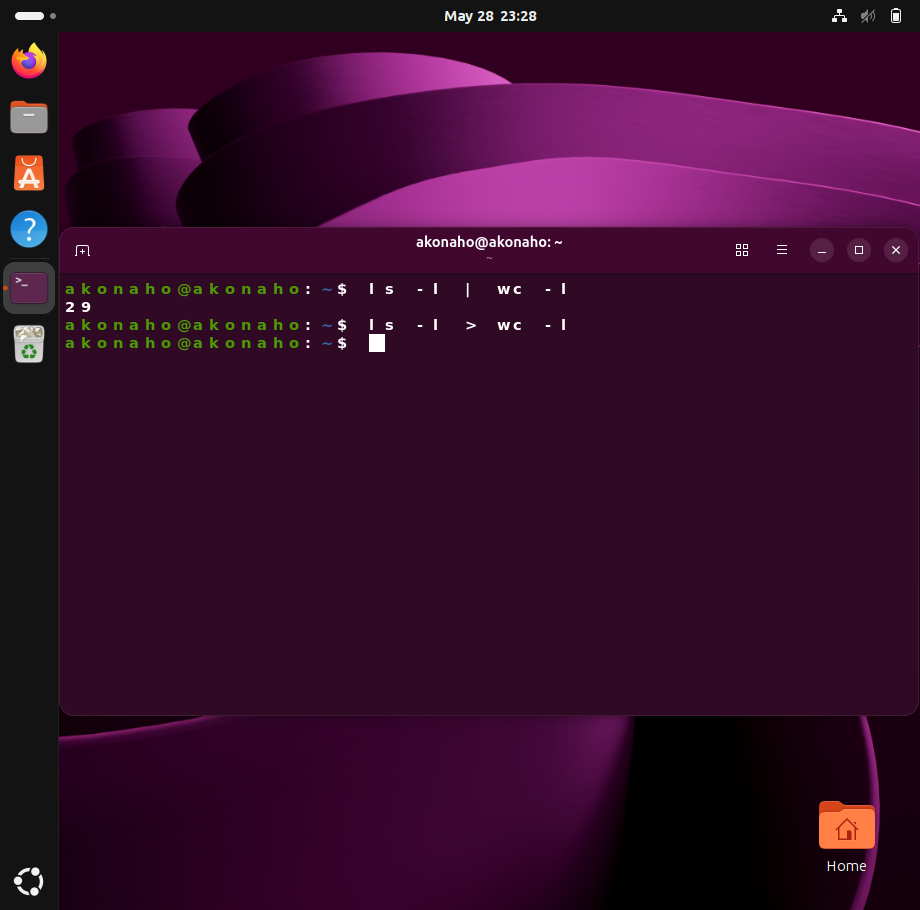 May 28 23:28
akonaho@akonaho: ~
~
akonaho@akonaho:~$ ls -l | wc -l
29
akonaho@akonaho:~$ ls -l > wc -l
akonaho@akonaho:~$
Home